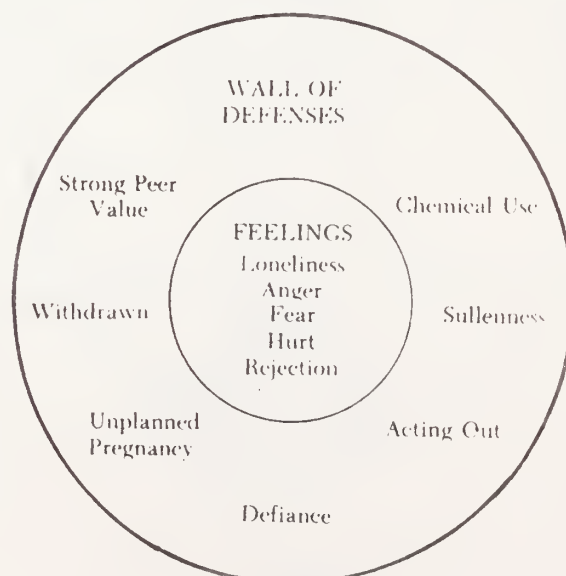 WALL OF
DEFENSES
Strong Peer
Value
Chemical Use
FEELINGS
Loneliness
Anger
Fear
Hurt
Rejection
Withdrawn
Sullenness
Unplanned
Pregnancy
Acting Out
Defiance